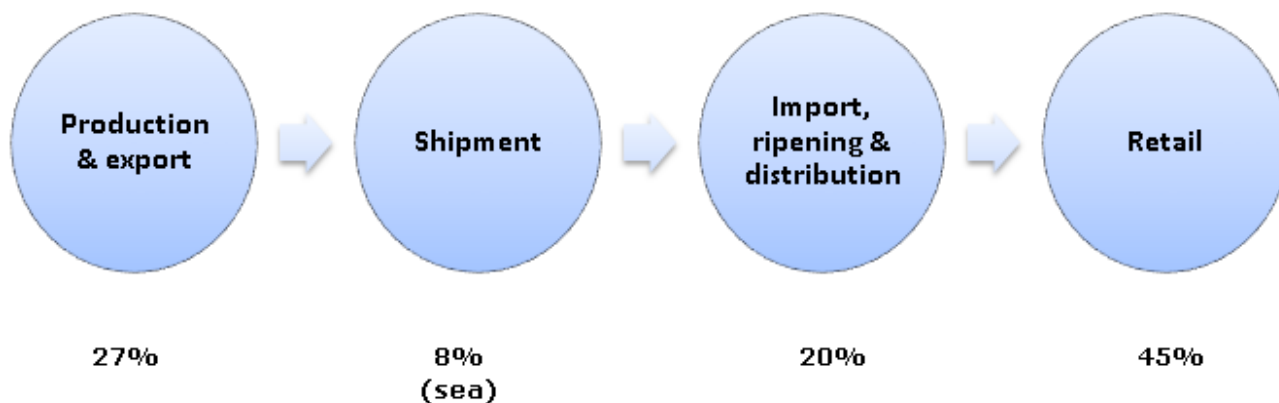 Production
& export
Shipment
Import,
ripening &
distribution
Retail
27%
8%
(sea)
20%
45%